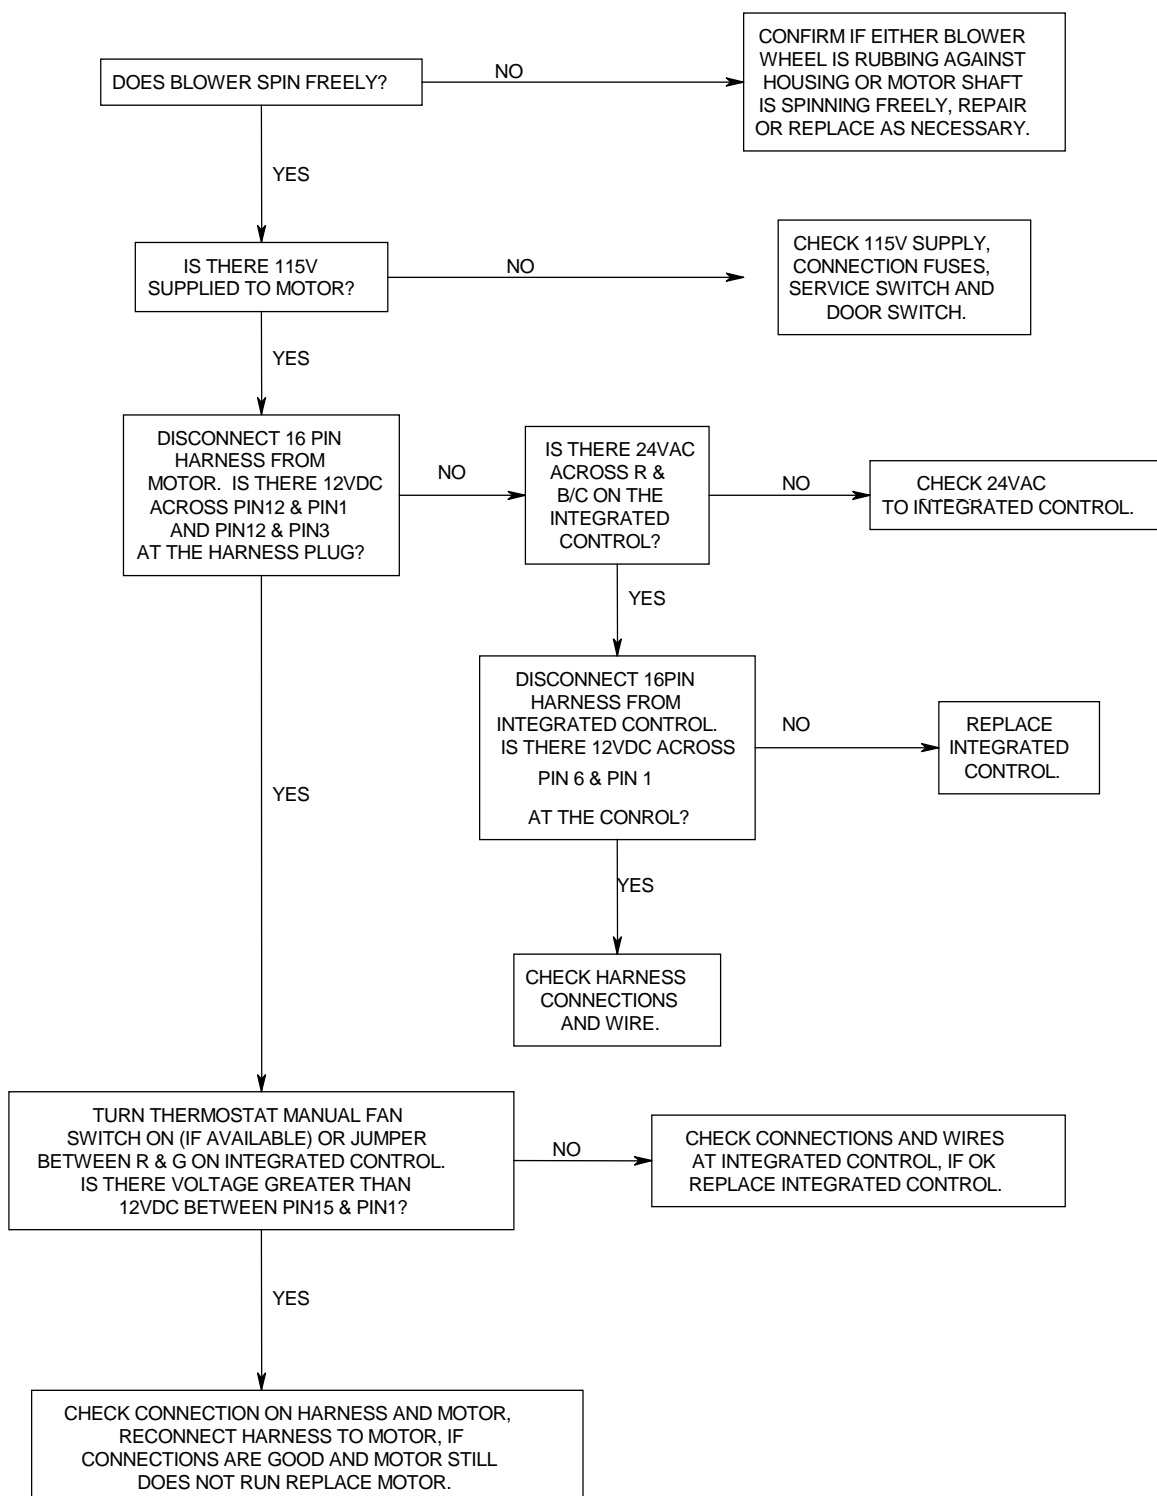 DOES BLOWER SPIN FREELY?
NO
CONFIRM IF EITHER BLOWER
WHEEL IS RUBBING AGAINST
HOUSING OR MOTOR SHAFT
IS SPINNING FREELY, REPAIR
OR REPLACE AS NECESSARY.
YES
IS THERE 115V
SUPPLIED TO MOTOR?
NO
CHECK 115V SUPPLY,
CONNECTION FUSES,
SERVICE SWITCH AND
DOOR SWITCH.
YES
DISCONNECT 16 PIN
HARNESS FROM
MOTOR. IS THERE 12VDC
ACROSS PIN12 & PIN1
AND PIN12 & PIN3
AT THE HARNESS PLUG?
NO
IS THERE 24VAC
ACROSS R &
B/C ON THE
INTEGRATED
CONTROL?
NO
CHECK 24VAC
TO INTEGRATED CONTROL.
YES
DISCONNECT 16PIN
HARNESS FROM
INTEGRATED CONTROL.
IS THERE 12VDC ACROSS
PIN 6 & PIN 1
AT THE CONROL?
NO
REPLACE
INTEGRATED
CONTROL.
YES
YES
CHECK HARNESS
CONNECTIONS
AND WIRE.
TURN THERMOSTAT MANUAL FAN
SWITCH ON (IF AVAILABLE) OR JUMPER
BETWEEN R & G ON INTEGRATED CONTROL.
IS THERE VOLTAGE GREATER THAN
12VDC BETWEEN PIN15 & PIN1?
NO
CHECK CONNECTIONS AND WIRES
AT INTEGRATED CONTROL, IF OK
REPLACE INTEGRATED CONTROL.
YES
CHECK CONNECTION ON HARNESS AND MOTOR,
RECONNECT HARNESS TO MOTOR, IF
CONNECTIONS ARE GOOD AND MOTOR STILL
DOES NOT RUN REPLACE MOTOR.